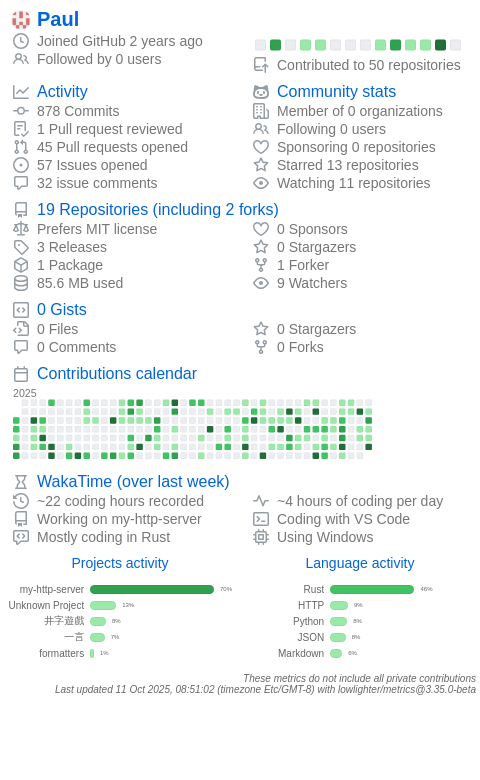 Paul
Joined GitHub 2 years ago
Followed by 0 users
Contributed to 50 repositories
Activity
878 Commits
1 Pull request reviewed
45 Pull requests opened
57 Issues opened
32 issue comments
Community stats
Member of 0 organizations
Following 0 users
Sponsoring 0 repositories
Starred 13 repositories
Watching 11 repositories
19 Repositories (including 2 forks)
Prefers MIT license
3 Releases
1 Package
85.6 MB used
0 Sponsors
0 Stargazers
1 Forker
9 Watchers
0 Gists
0 Files
0 Comments
0 Stargazers
0 Forks
Contributions calendar
2025
WakaTime (over last week)
~22 coding hours recorded
Working on my-http-server
Mostly coding in Rust
~4 hours of coding per day
Coding with VS Code
Using Windows
Projects activity
my-http-server 70%
Unknown Project 13%
井字遊戲 8%
一言 7%
formatters 1%
Language activity
Rust 46%
HTTP 9%
Python 8%
JSON 8%
Markdown 6%
These metrics do not include all private contributions
Last updated 11 Oct 2025, 08:51:02 (timezone Etc/GMT-8) with lowlighter/metrics@3.35.0-beta